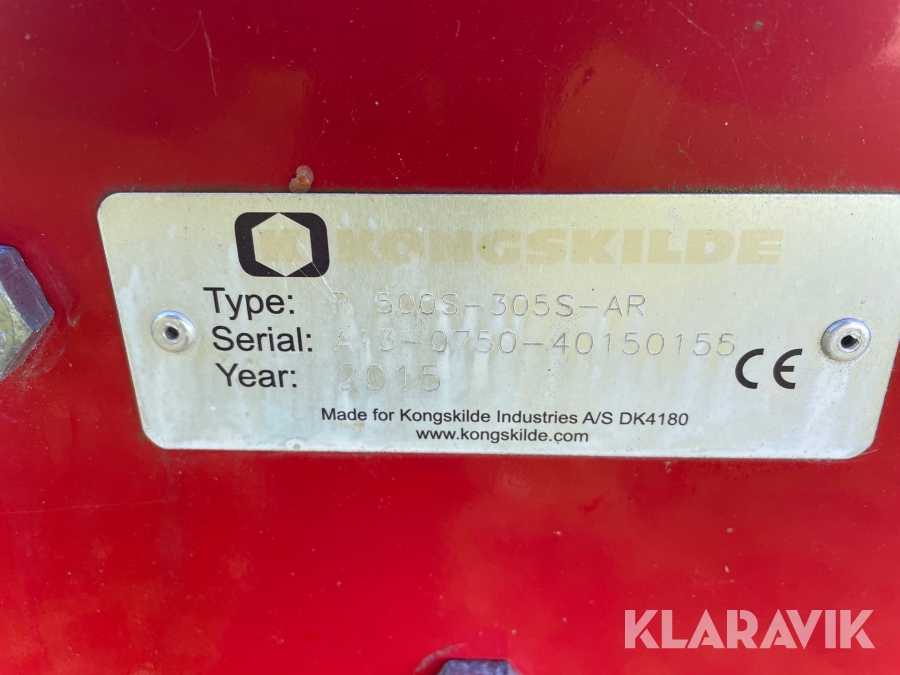 KONGSKILDE
Type: R 500S-305S-AR
Serial: A13-0750-40150155
Year: 2015
CE
Made for Kongskilde Industries A/S DK4180
www.kongskilde.com
KLARAVIK